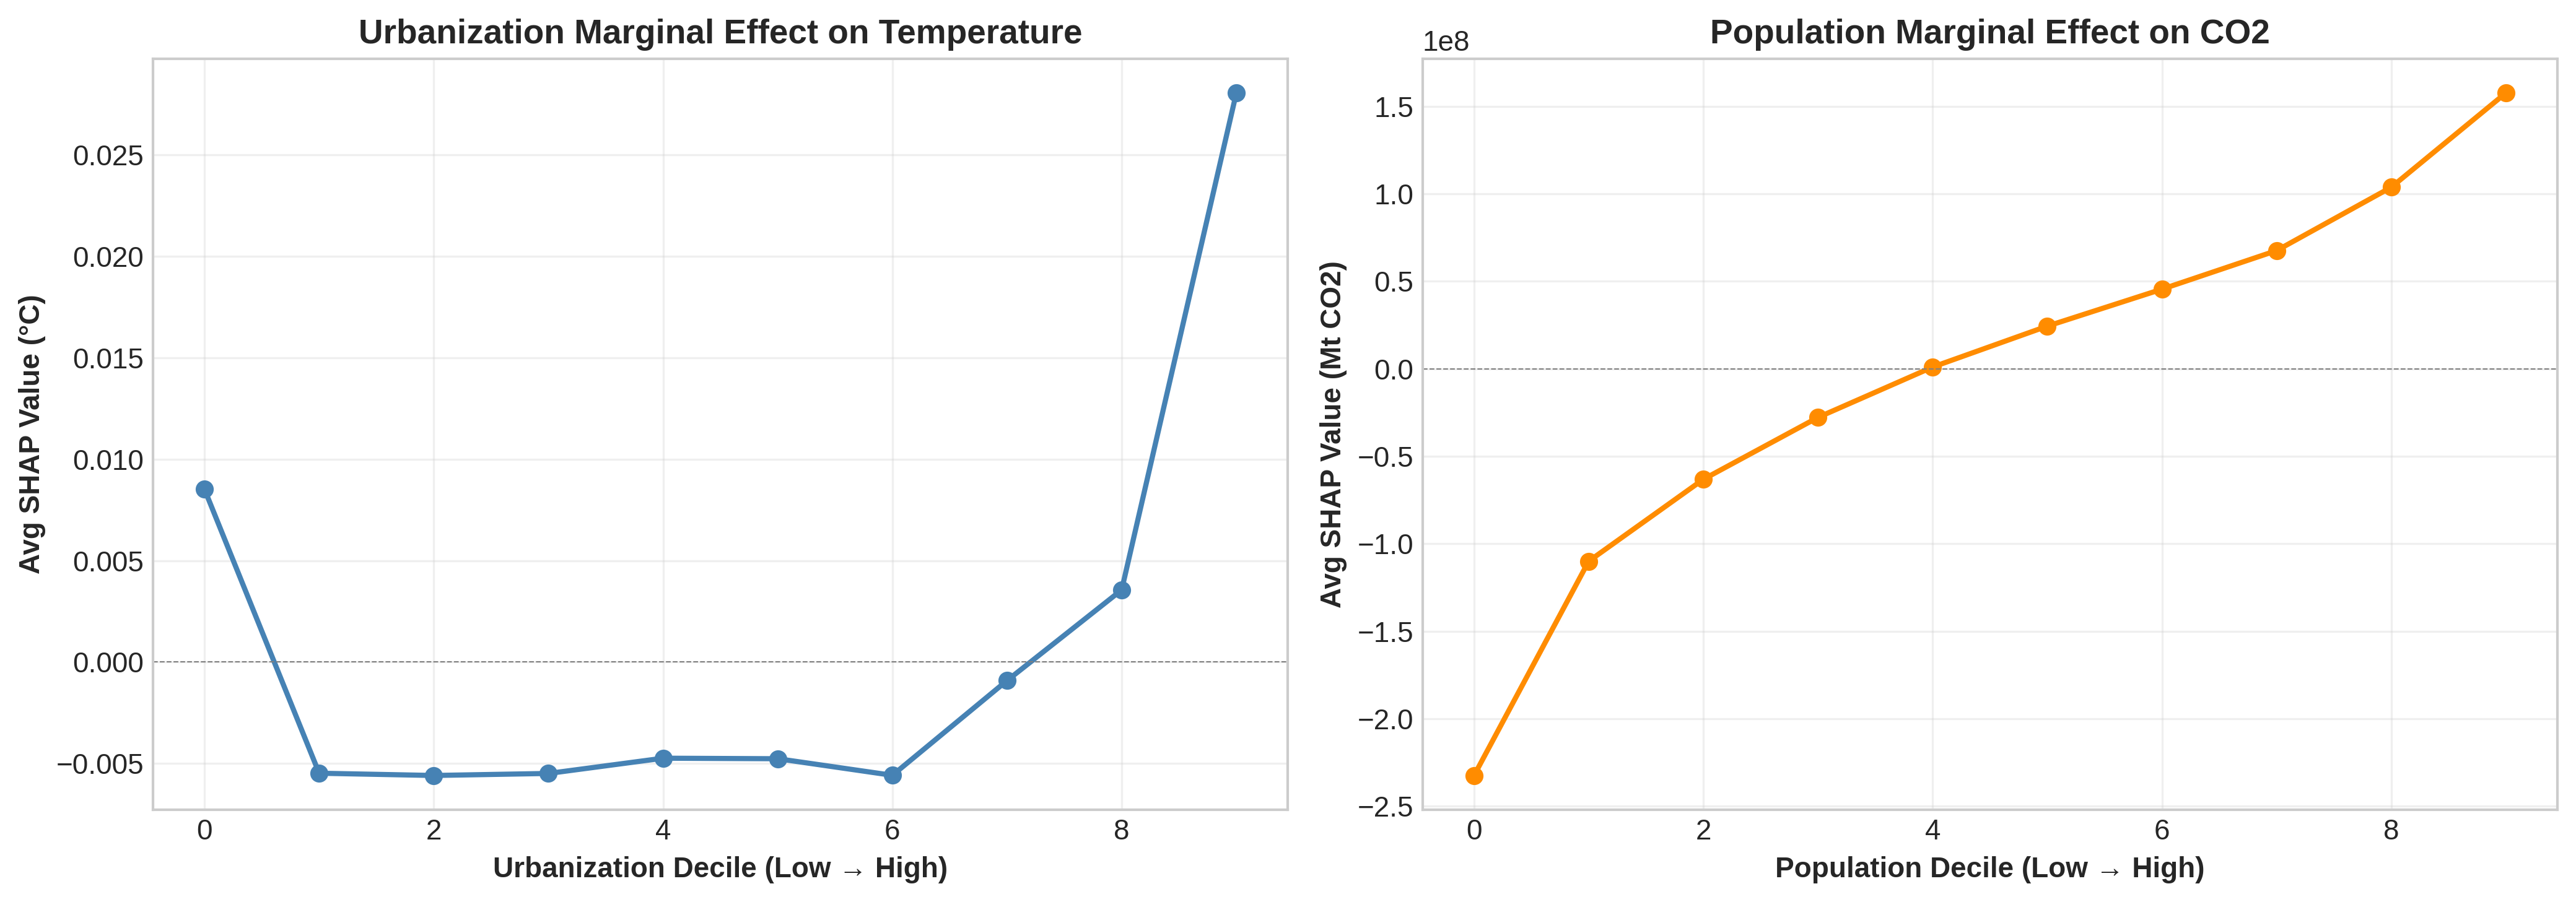 Urbanization Marginal Effect on Temperature
Avg SHAP Value (°C)
0.025
0.020
0.015
0.010
0.005
0.000
−0.005
0 2 4 6 8
Urbanization Decile (Low → High)
Population Marginal Effect on CO2
1e8
Avg SHAP Value (Mt CO2)
1.5
1.0
0.5
0.0
−0.5
−1.0
−1.5
−2.0
−2.5
0 2 4 6 8
Population Decile (Low → High)